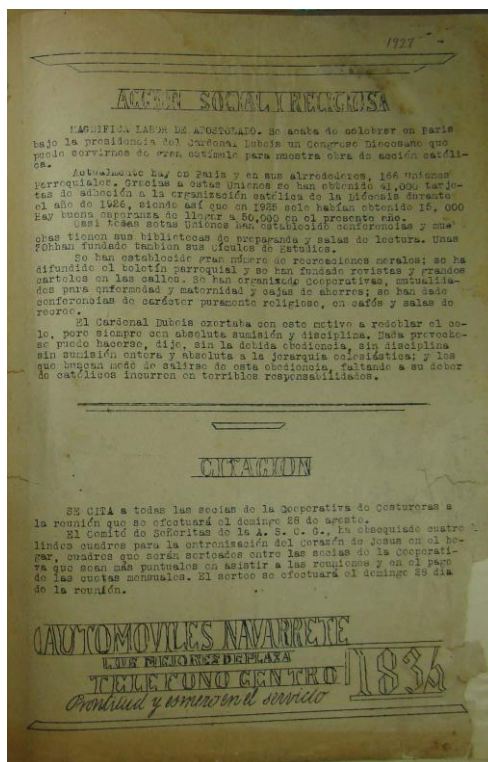 1927
ACCION SOCIAL Y RELIGIOSA
MAGNIFICA LABOR DE APOSTOLADO. Se acaba de celebrar en Paris
bajo la presidencia del Cardenal Dubois un Congreso Diocesano que
puede servirnos de gran estímulo para nuestra obra de acción católi-
ca.
Actualmente hay en París y en sus alrrededores, 166 Uniones
Parroquiales. Gracias a estas Uniones se han obtenido 41,000 tarje-
tas de adhoción a la organización católica de la Diócesis durante
el año de 1926, siendo así que en 1925 solo habían obtenido 15, 000
Hay buena esperanza de llegar a 50,000 en el presente año.
Casi todas estas Uniones han establecido conferencias y mu-
chas tienen sus bibliotecas de propaganda y salas de lectura. Unas
han fundado tambien sus Círculos de Estudios.
Se han establecido gran número de recreaciones morales; se ha
difundido el boletín parroquial y se han fundado revistas y grandes
carteles en las calles. Se han organizado Cooperativas, mutualida-
des para enfermedad y maternidad y cajas de ahorros; se han dado
conferencias de carácter puramente religioso, en cafés y salas de
recreo.
El Cardenal Dubois exortaba con este motivo a redoblar el ce-
lo, pero siempre con absoluta sumisión y disciplina. Nada provecho-
so puede hacerse, dijo, sin la debida obediencia, sin disciplina
sin sumisión entera y absoluta a la jerarquía eclesiástica; y los
que buscan modo de salirse de esta obediencia, faltando a su deber
de católicos incurren en terribles responsabilidades.
CITACION
SE CITA a todas las socias de la Cooperativa de Costureras a
la reunión que se efectuará el domingo 28 de agosto.
El Comité de Señoritas de la A. S. C. G., ha obsequiado cuatro
lindos cuadros para la entronización del corazón de Jesus en el ho-
gar, cuadros que serán sorteados entre las socias de la Cooperati-
va que sean más puntuales en asistir a las reuniones y en el pago
de las cuotas mensuales. El sorteo se efectuará el domingo 28 día
de la reunión.
AUTOMOVILES NAVARRETE
LOS MEJORES DE PLAZA
TELEFONO CENTRO 1834
Prontitud y esmero en el servicio